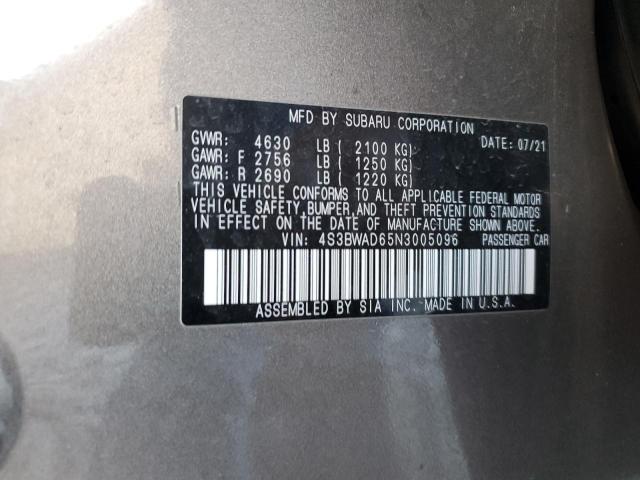 MFD BY SUBARU CORPORATION
GVWR: 4630 LB ( 2100 KG) DATE: 07/21
GAWR: F 2756 LB ( 1250 KG)
GAWR: R 2690 LB ( 1220 KG)
THIS VEHICLE CONFORMS TO ALL APPLICABLE FEDERAL MOTOR
VEHICLE SAFETY, BUMPER, AND THEFT PREVENTION STANDARDS
IN EFFECT ON THE DATE OF MANUFACTURE SHOWN ABOVE.
VIN: 4S3BWAD65N3005096 PASSENGER CAR
ASSEMBLED BY SIA INC. MADE IN U.S.A.